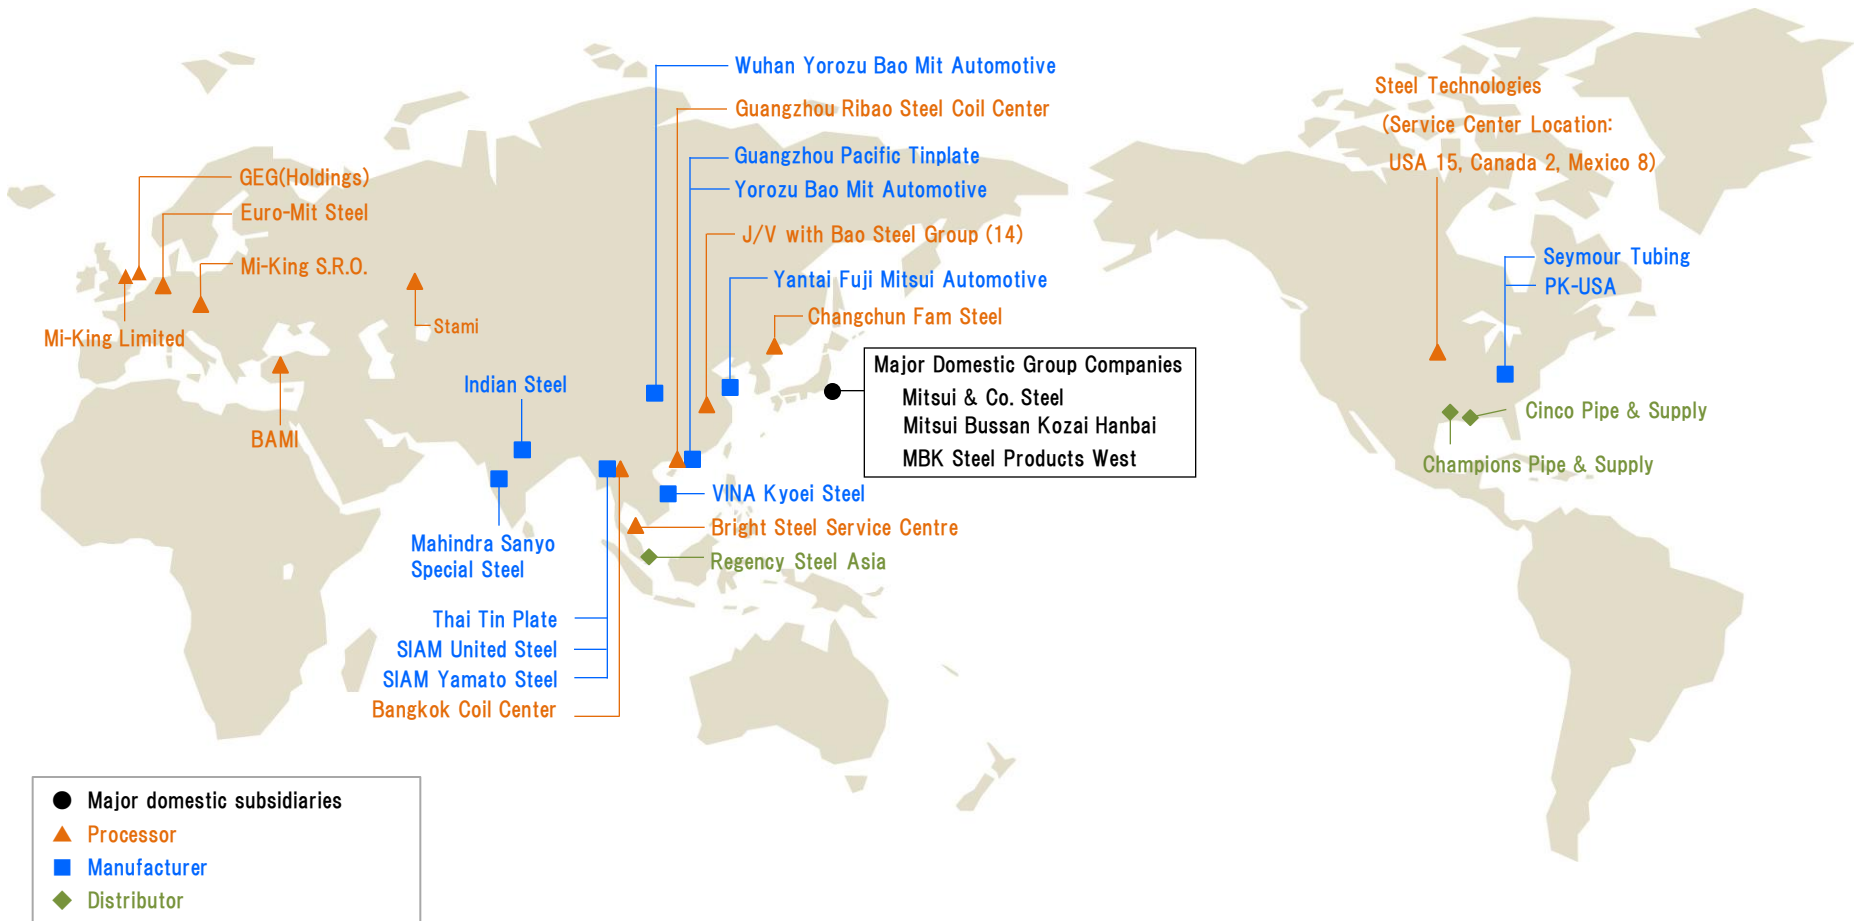 Wuhan Yorozu Bao Mit Automotive
Guangzhou Ribao Steel Coil Center
Guangzhou Pacific Tinplate
Yorozu Bao Mit Automotive
J/V with Bao Steel Group (14)
Yantai Fuji Mitsui Automotive
Changchun Fam Steel
Steel Technologies
(Service Center Location:
USA 15, Canada 2, Mexico 8)
GEG(Holdings)
Euro-Mit Steel
Mi-King S.R.O.
Mi-King Limited
Stami
BAMI
Seymour Tubing
PK-USA
Major Domestic Group Companies
Mitsui & Co. Steel
Mitsui Bussan Kozai Hanbai
MBK Steel Products West
Cinco Pipe & Supply
Champions Pipe & Supply
Indian Steel
Mahindra Sanyo
Special Steel
VINA Kyoei Steel
Bright Steel Service Centre
Regency Steel Asia
Thai Tin Plate
SIAM United Steel
SIAM Yamato Steel
Bangkok Coil Center
Major domestic subsidiaries
Processor
Manufacturer
Distributor